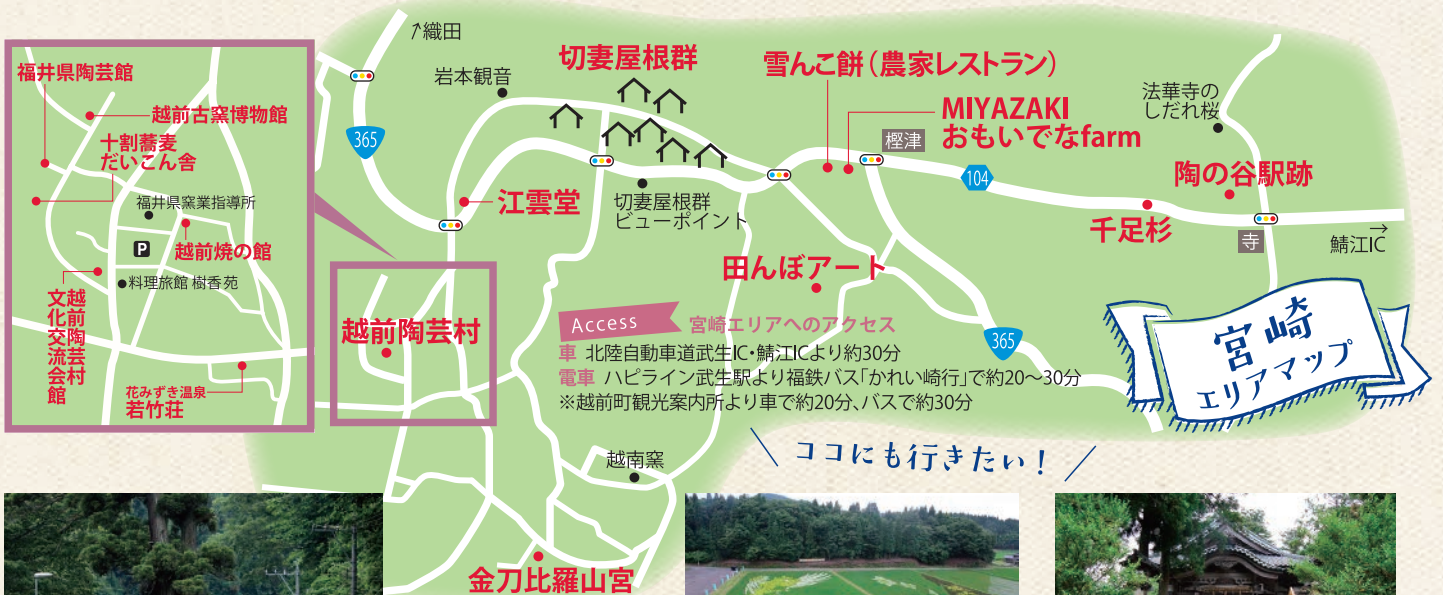 ↗織田
岩本観音
切妻屋根群
雪んこ餅（農家レストラン）
MIYAZAKI
おもいでなfarm
法華寺の
しだれ桜
365
樫津
104
陶の谷駅跡
千足杉
寺
鯖江IC→
江雲堂
切妻屋根群
ビューポイント
田んぼアート
365
越前陶芸村
福井県陶芸館
越前古窯博物館
十割蕎麦
だいこん舎
福井県窯業指導所
P
越前焼の館
料理旅館 樹香苑
越前陶芸村
文化交流会館
花みずき温泉
若竹荘
Access 宮崎エリアへのアクセス
車 北陸自動車道武生IC・鯖江ICより約30分
電車 ハピライン武生駅より福鉄バス「かれい崎行」で約20〜30分
※越前町観光案内所より車で約20分、バスで約30分
宮崎
エリアマップ
ココにも行きたい！
越南窯
金刀比羅山宮